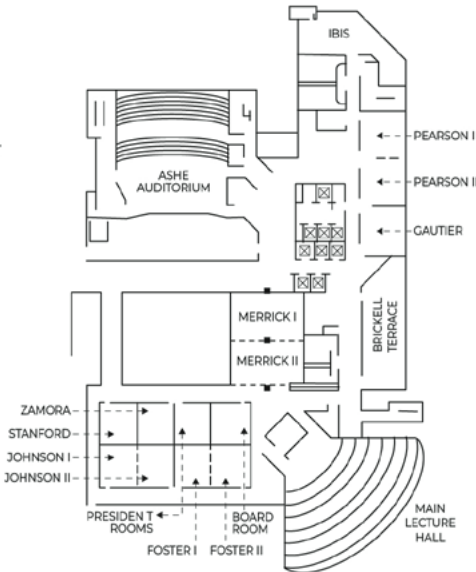 IBIS
PEARSON I
PEARSON II
ASHE
AUDITORIUM
GAUTIER
MERRICK I
MERRICK II
BRICKELL
TERRACE
ZAMORA
STANFORD
JOHNSON I
JOHNSON II
PRESIDEN T
ROOMS
BOARD
ROOM
FOSTER I
FOSTER II
MAIN
LECTURE
HALL